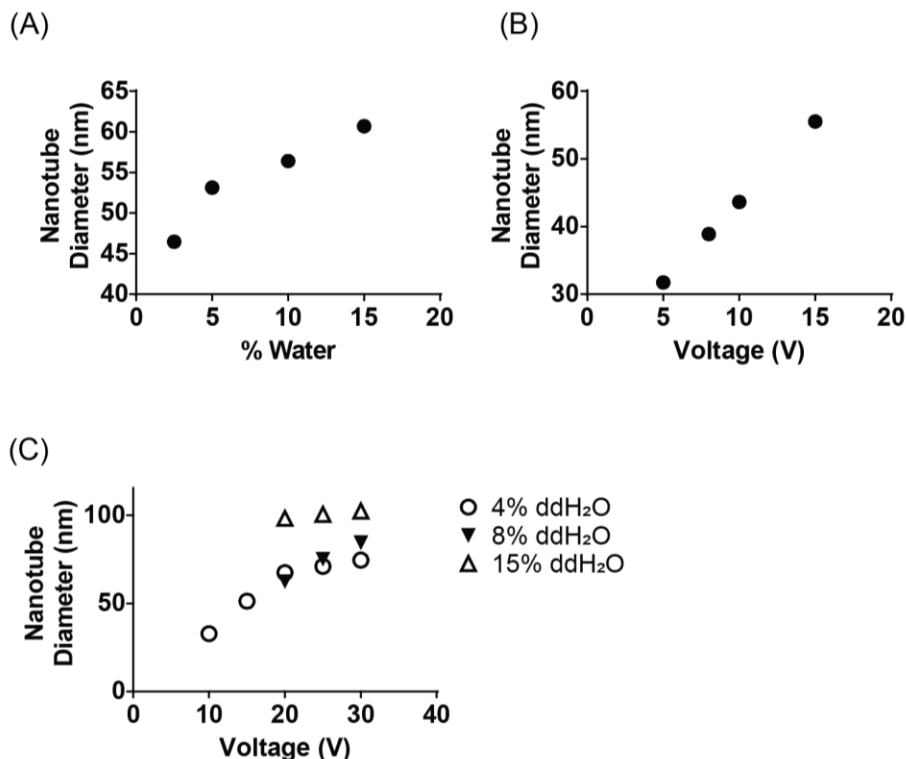 (A)
65
60
55
50
45
40
0 5 10 15 20
Nanotube
Diameter (nm)
% Water
(B)
60
50
40
30
0 5 10 15 20
Nanotube
Diameter (nm)
Voltage (V)
(C)
100
50
0
0 10 20 30 40
Nanotube
Diameter (nm)
Voltage (V)
4% ddH₂O
8% ddH₂O
15% ddH₂O